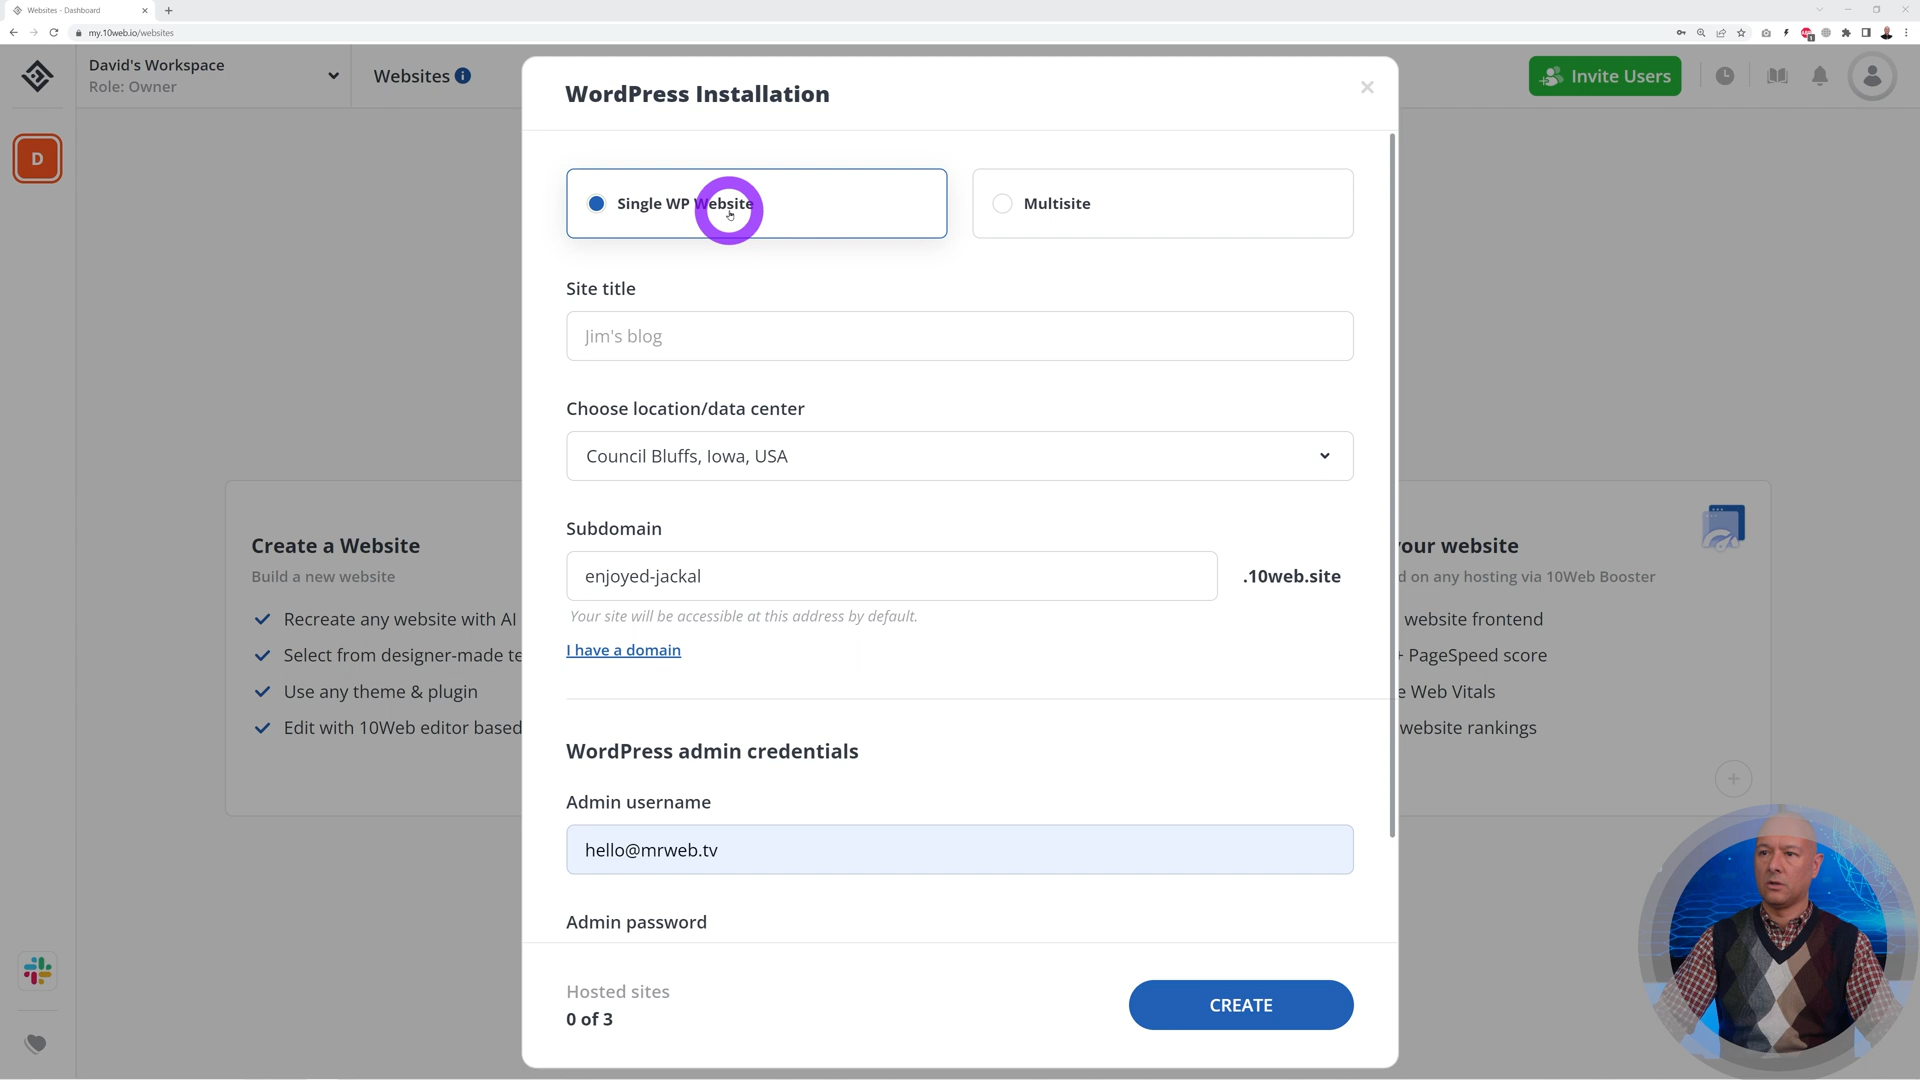 Websites - Dashboard
my.10web.io/websites
David's Workspace
Role: Owner
Websites
Invite Users
D
WordPress Installation
Single WP Website
Multisite
Site title
Jim's blog
Choose location/data center
Council Bluffs, Iowa, USA
Subdomain
enjoyed-jackal
.10web.site
Your site will be accessible at this address by default.
I have a domain
WordPress admin credentials
Admin username
hello@mrweb.tv
Admin password
Hosted sites
0 of 3
CREATE
Create a Website
Build a new website
Recreate any website with AI
Select from designer-made te
Use any theme & plugin
Edit with 10Web editor based
our website
d on any hosting via 10Web Booster
website frontend
+ PageSpeed score
e Web Vitals
website rankings